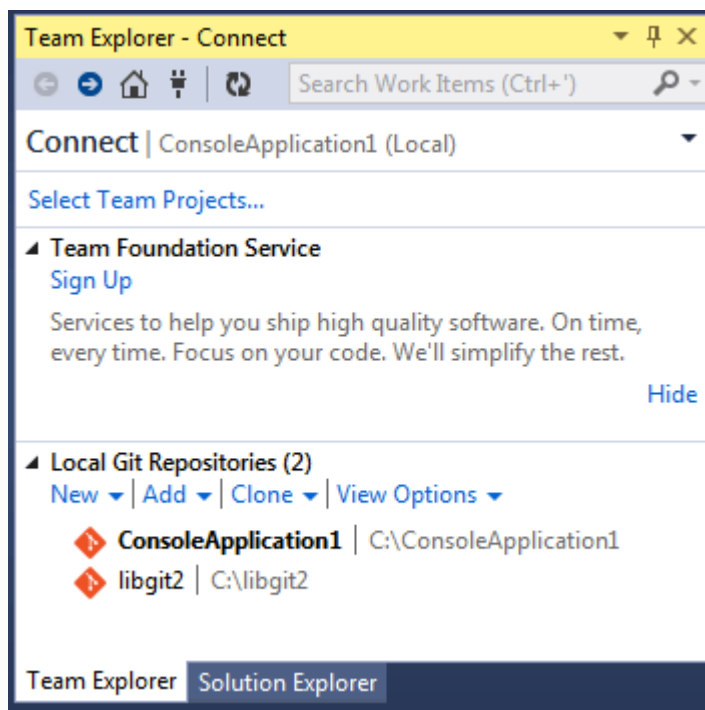 Team Explorer - Connect
Search Work Items (Ctrl+')
Connect | ConsoleApplication1 (Local)
Select Team Projects...
Team Foundation Service
Sign Up
Services to help you ship high quality software. On time,
every time. Focus on your code. We'll simplify the rest.
Hide
Local Git Repositories (2)
New | Add | Clone | View Options
ConsoleApplication1 | C:\ConsoleApplication1
libgit2 | C:\libgit2
Team Explorer Solution Explorer